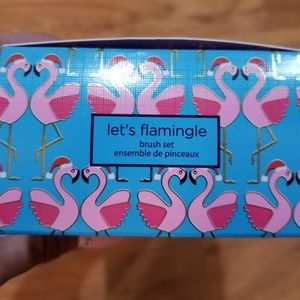 let's flamingle
brush set
ensemble de pinceaux